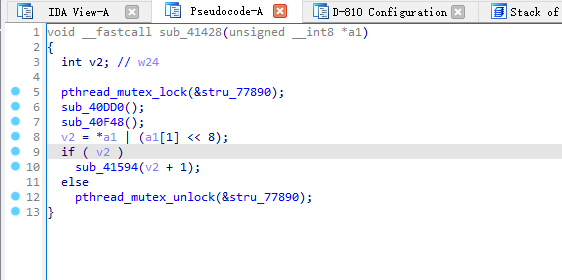 IDA View-A Pseudocode-A D-810 Configuration Stack of
1 void __fastcall sub_41428(unsigned __int8 *a1)
2 {
3 int v2; // w24
4
5 pthread_mutex_lock(&stru_77890);
6 sub_40DD0();
7 sub_40F48();
8 v2 = *a1 | (a1[1] << 8);
9 if ( v2 )
10 sub_41594(v2 + 1);
11 else
12 pthread_mutex_unlock(&stru_77890);
13 }